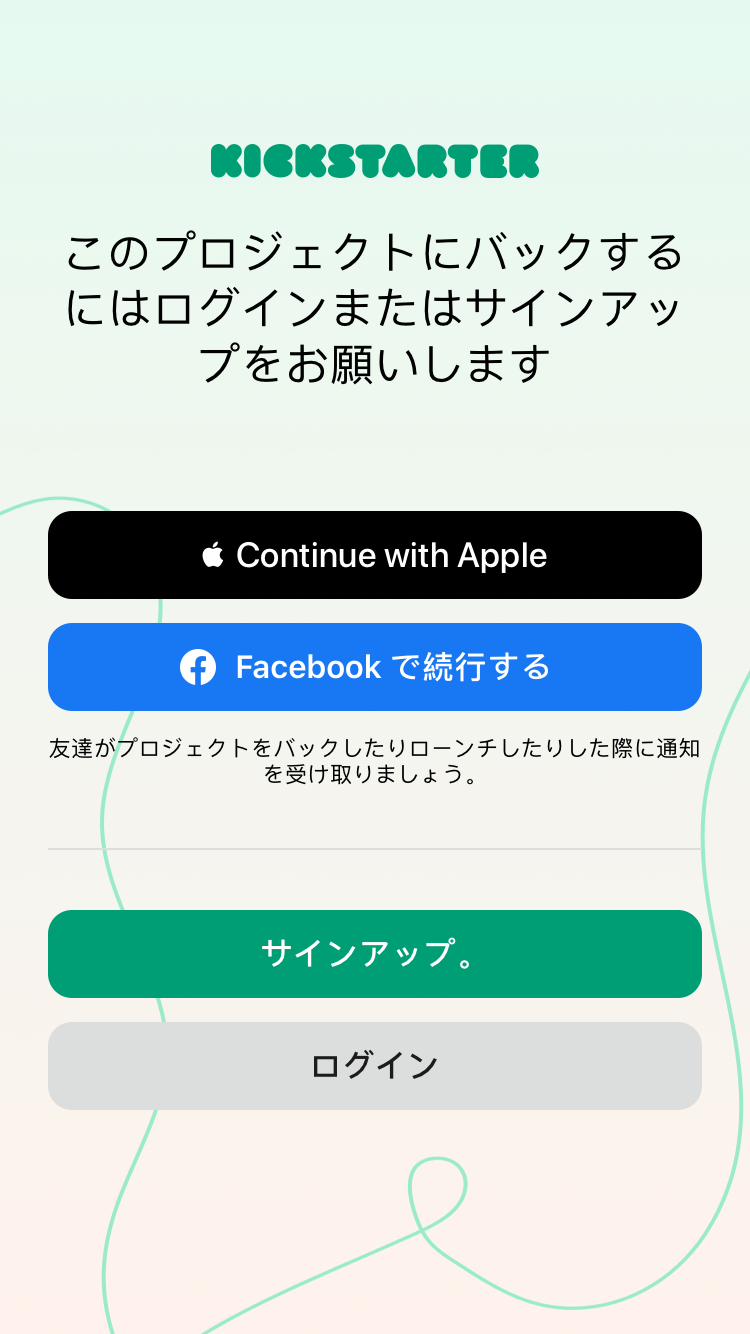 KICKSTARTER
このプロジェクトにバックする
にはログインまたはサインアッ
プをお願いします
Continue with Apple
Facebook で続行する
友達がプロジェクトをバックしたりローンチしたりした際に通知
を受け取りましょう。
サインアップ。
ログイン